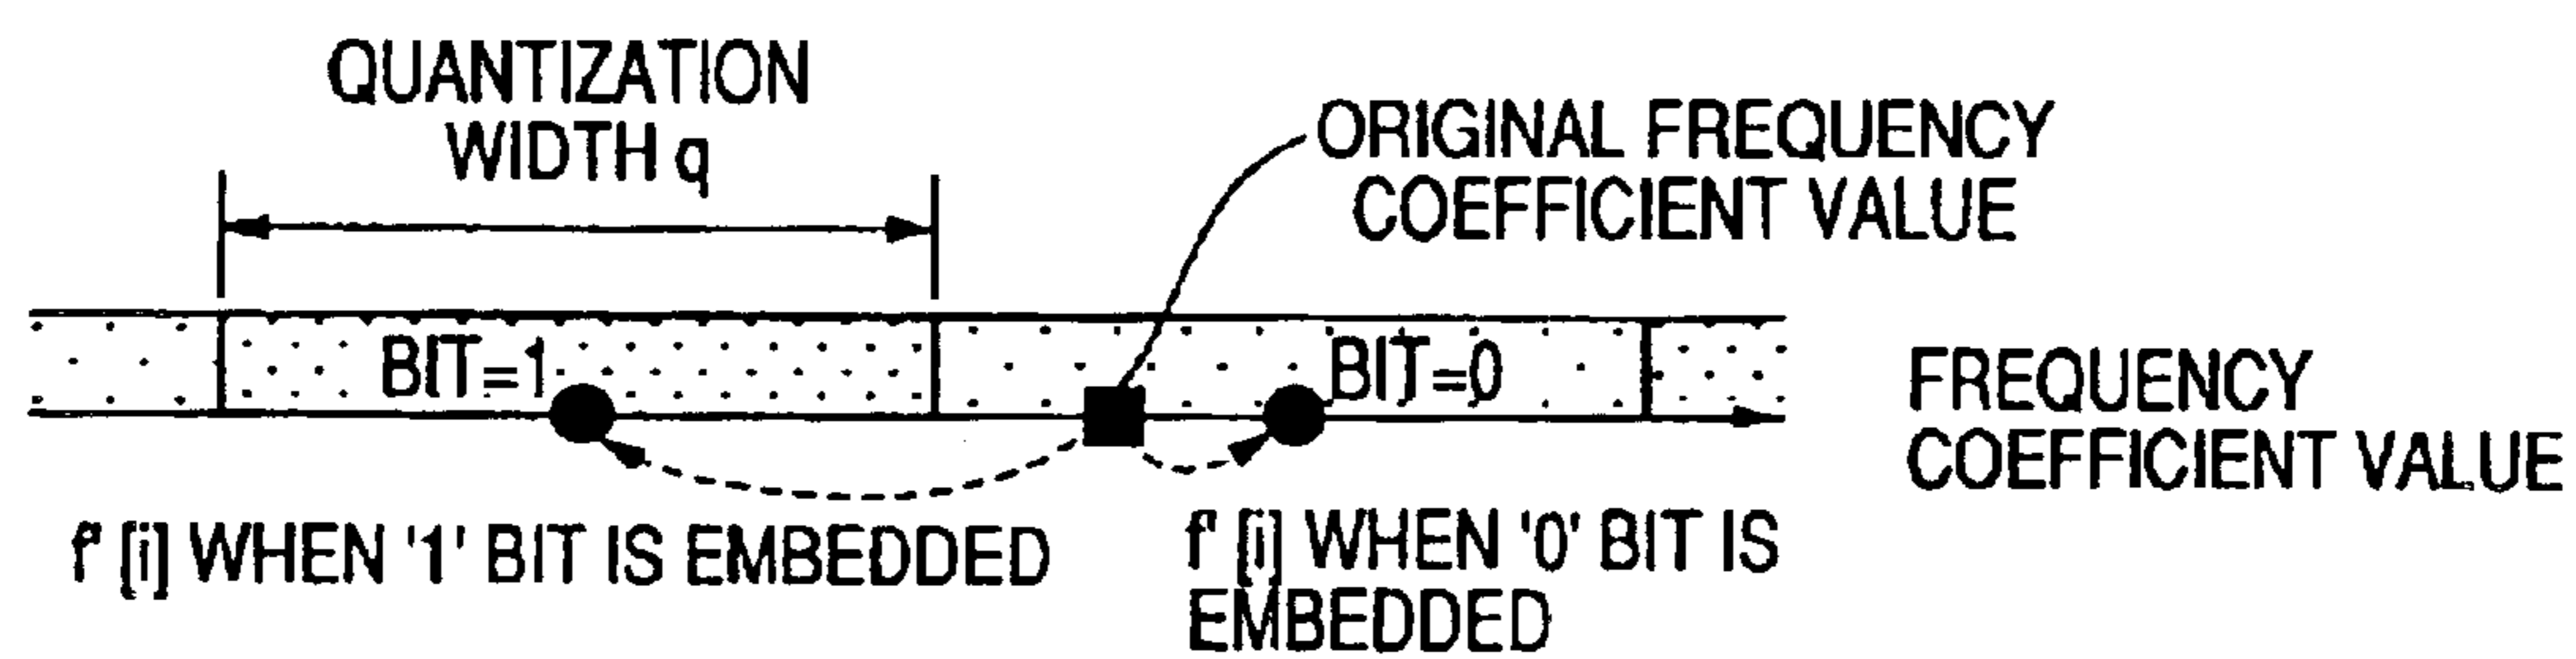 QUANTIZATION
WIDTH q
ORIGINAL FREQUENCY
COEFFICIENT VALUE
BIT=1
BIT=0
FREQUENCY
COEFFICIENT VALUE
f' [i] WHEN '1' BIT IS EMBEDDED
f' [i] WHEN '0' BIT IS
EMBEDDED